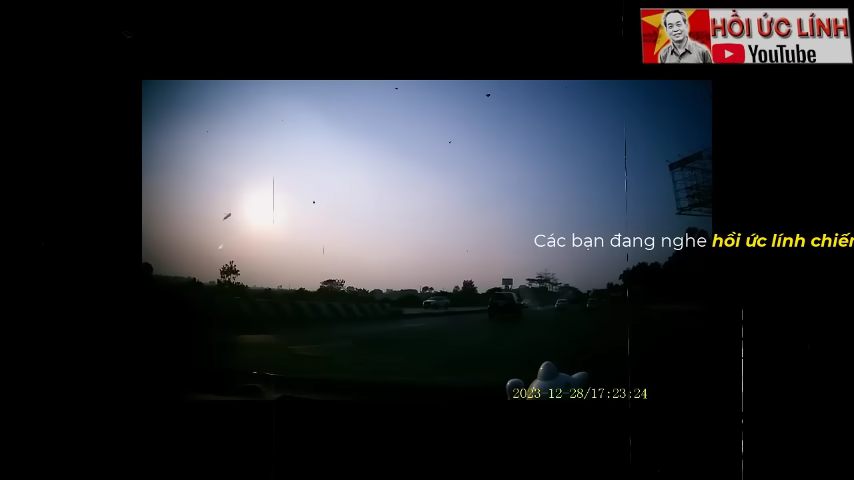 HỒI ỨC LÍNH
YouTube
Các bạn đang nghe hồi ức lính chiến
2023-12-28/17:23:24